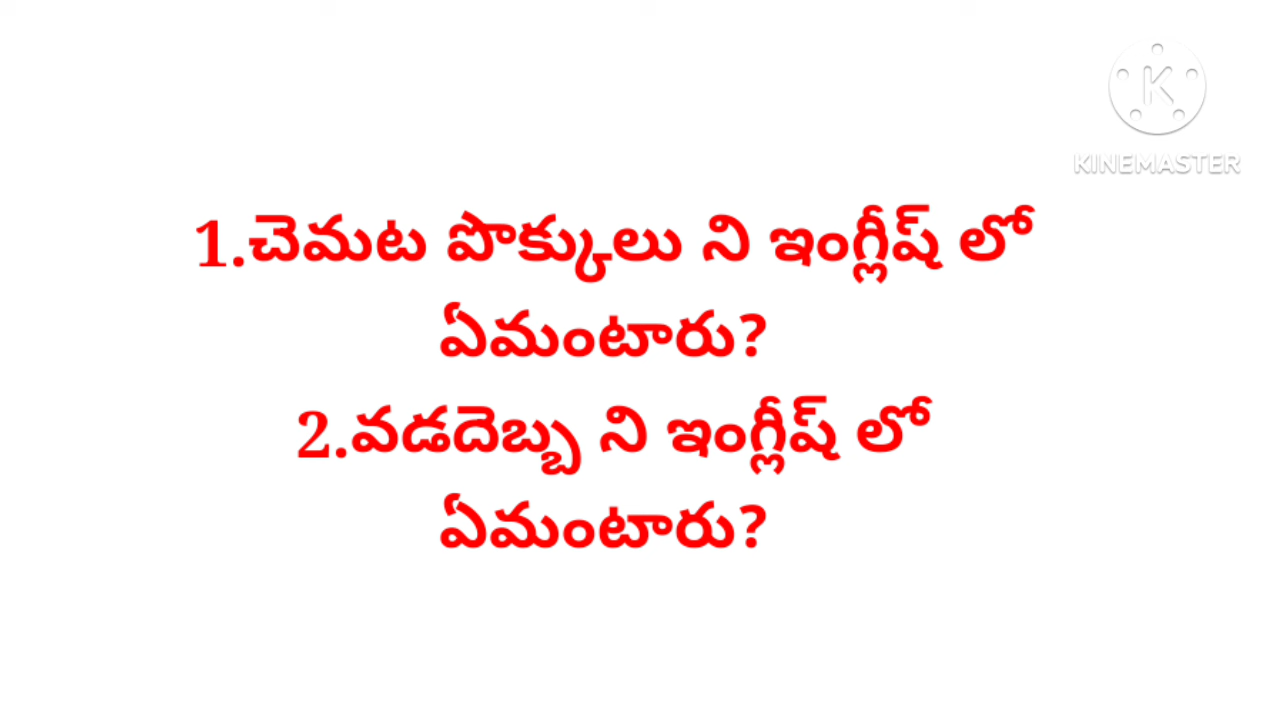 KINEMASTER
1.చెమట పొక్కులు ని ఇంగ్లీష్ లో
ఏమంటారు?
2.వడదెబ్బ ని ఇంగ్లీష్ లో
ఏమంటారు?